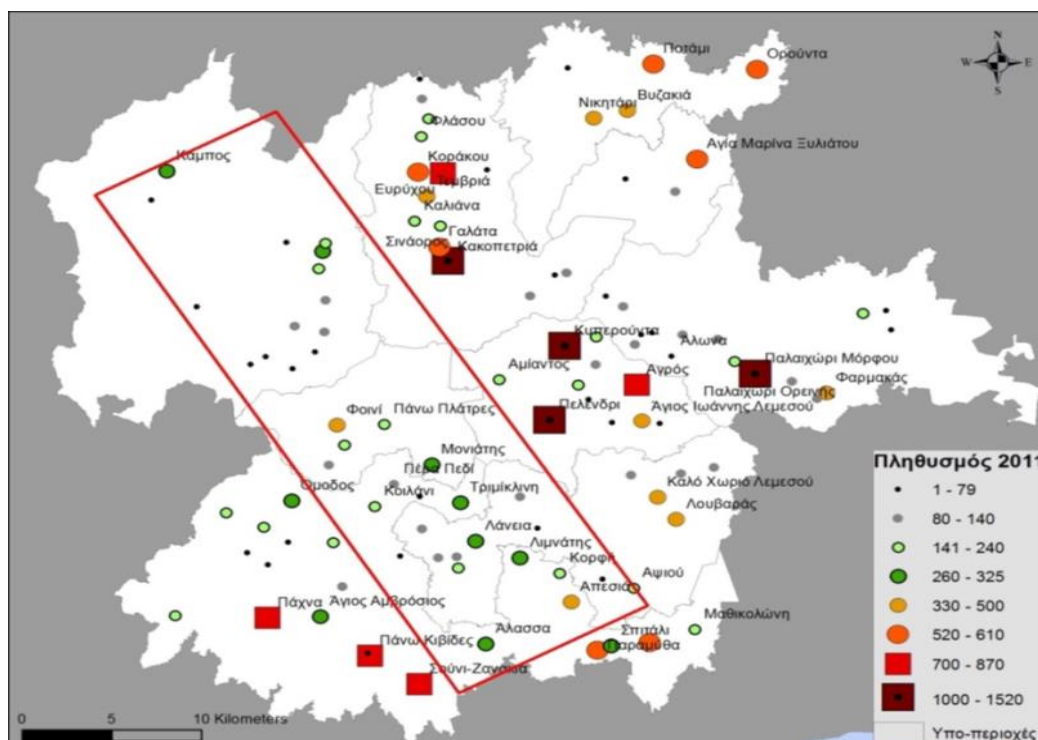 Ποτάμι
Ορούντα
N
W E
S
Βυζακιά
Νικητάρι
Φλάσου
Αγία Μαρίνα Ξυλιάτου
Κάμπος
Κοράκου
Τεμβριά
Ευρύχου
Καλιάνα
Γαλάτα
Σινάορος
Κακοπετριά
Κυπερούντα
Άλωνα
Αμίαντος
Αγρός
Παλαιχώρι Μόρφου
Παλαιχώρι Ορεινής
Φαρμακάς
Πελένδρι
Άγιος Ιωάννης Λεμεσού
Φοινί
Πάνω Πλάτρες
Μονιάτης
Πέρα Πεδί
Καλό Χωριό Λεμεσού
Όμοδος
Κοιλάνι
Τριμίκλινη
Λουβαράς
Λάνεια
Λιμνάτης
Κορφή
Αψιού
Απεσιά
Πάχνα
Άγιος Αμβρόσιος
Μαθικολώνη
Άλασσα
Σπιτάλι
Παραμύθα
Πάνω Κιβίδες
Σούνι-Ζανατζιά
Πληθυσμός 2011
1 - 79
80 - 140
141 - 240
260 - 325
330 - 500
520 - 610
700 - 870
1000 - 1520
Υπο-περιοχές
0 5 10 Kilometers